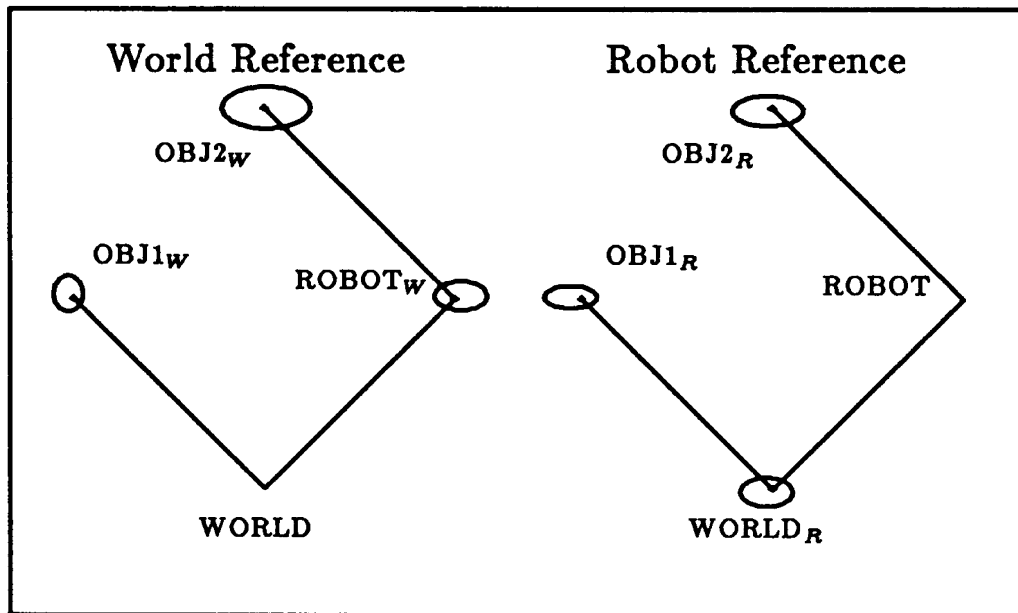 World Reference
OBJ2W
OBJ1W
ROBOTW
WORLD
Robot Reference
OBJ2R
OBJ1R
ROBOT
WORLDR